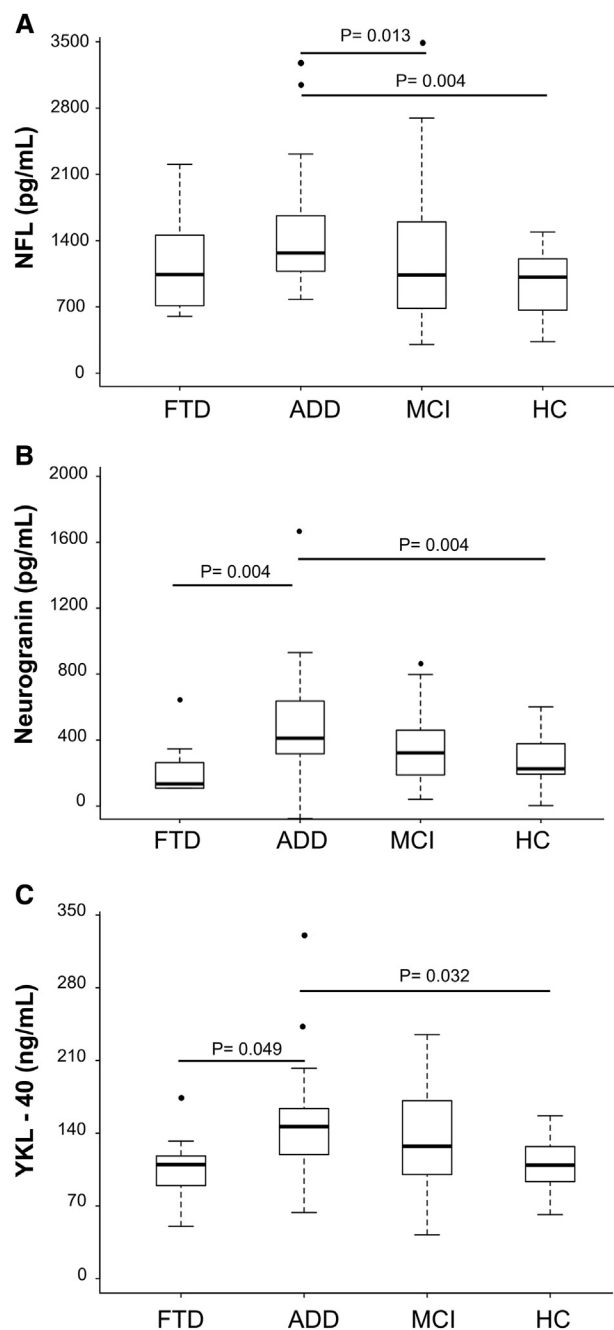 A
P= 0.013
P= 0.004
NFL (pg/mL)
3500
2800
2100
1400
700
0
FTD ADD MCI HC
B
P= 0.004
P= 0.004
Neurogranin (pg/mL)
2000
1600
1200
800
400
0
FTD ADD MCI HC
C
P= 0.032
P= 0.049
YKL - 40 (ng/mL)
350
280
210
140
70
0
FTD ADD MCI HC